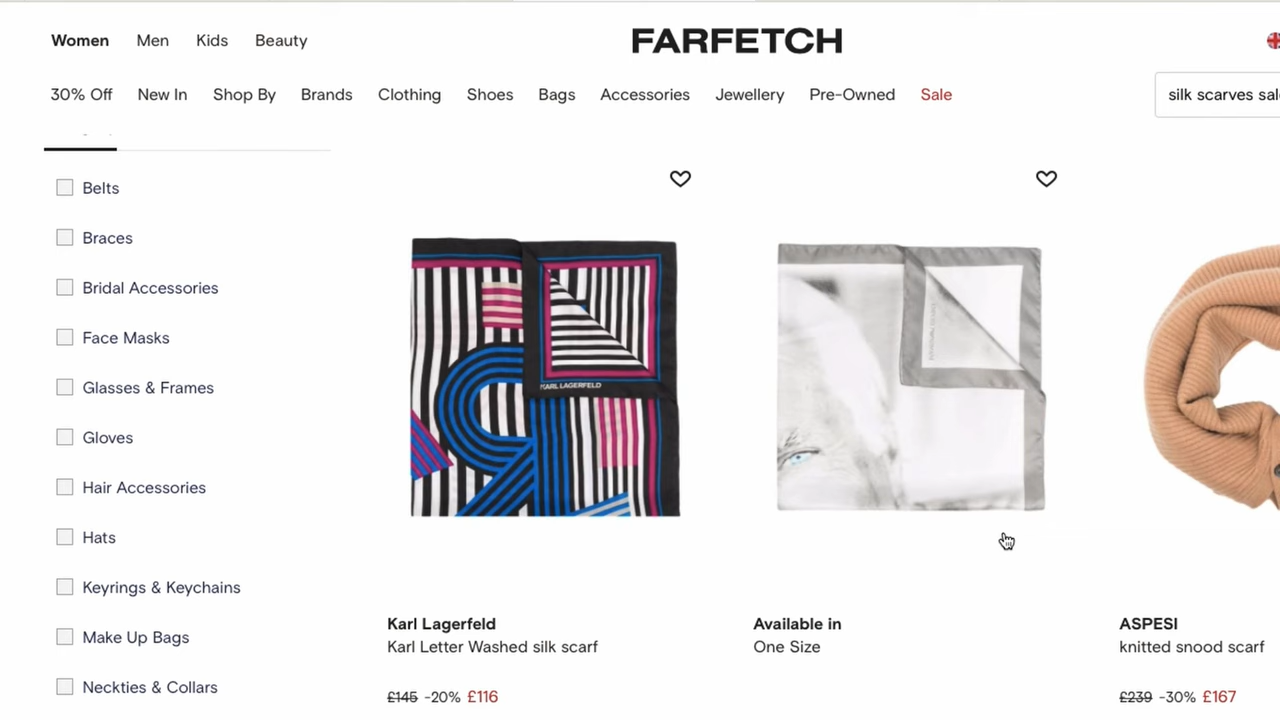 Women Men Kids Beauty
FARFETCH
30% Off New In Shop By Brands Clothing Shoes Bags Accessories Jewellery Pre-Owned Sale
silk scarves sal
Belts
Braces
Bridal Accessories
Face Masks
Glasses & Frames
Gloves
Hair Accessories
Hats
Keyrings & Keychains
Make Up Bags
Neckties & Collars
KARL LAGERFELD
Karl Lagerfeld
Karl Letter Washed silk scarf
£145 -20% £116
Available in
One Size
ASPESI
knitted snood scarf
£239 -30% £167